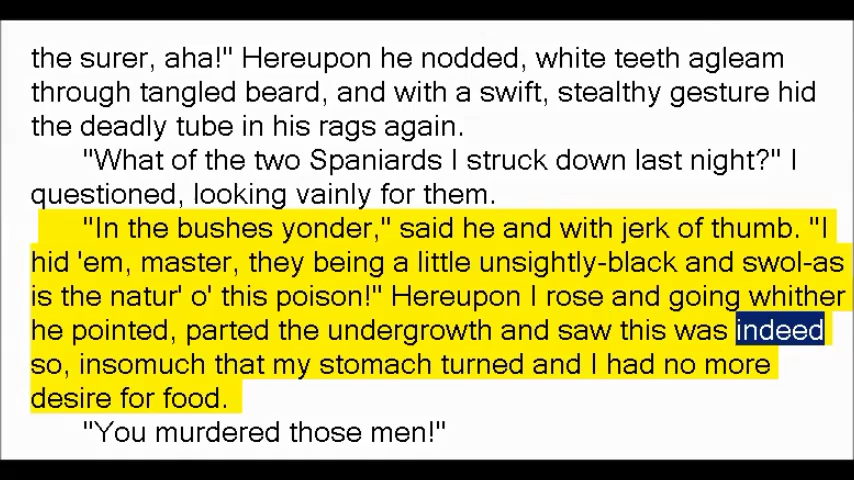 the surer, aha!" Hereupon he nodded, white teeth agleam
through tangled beard, and with a swift, stealthy gesture hid
the deadly tube in his rags again.
"What of the two Spaniards I struck down last night?" I
questioned, looking vainly for them.
"In the bushes yonder," said he and with jerk of thumb. "I
hid 'em, master, they being a little unsightly-black and swol-as
is the natur' o' this poison!" Hereupon I rose and going whither
he pointed, parted the undergrowth and saw this was indeed
so, insomuch that my stomach turned and I had no more
desire for food.
"You murdered those men!"